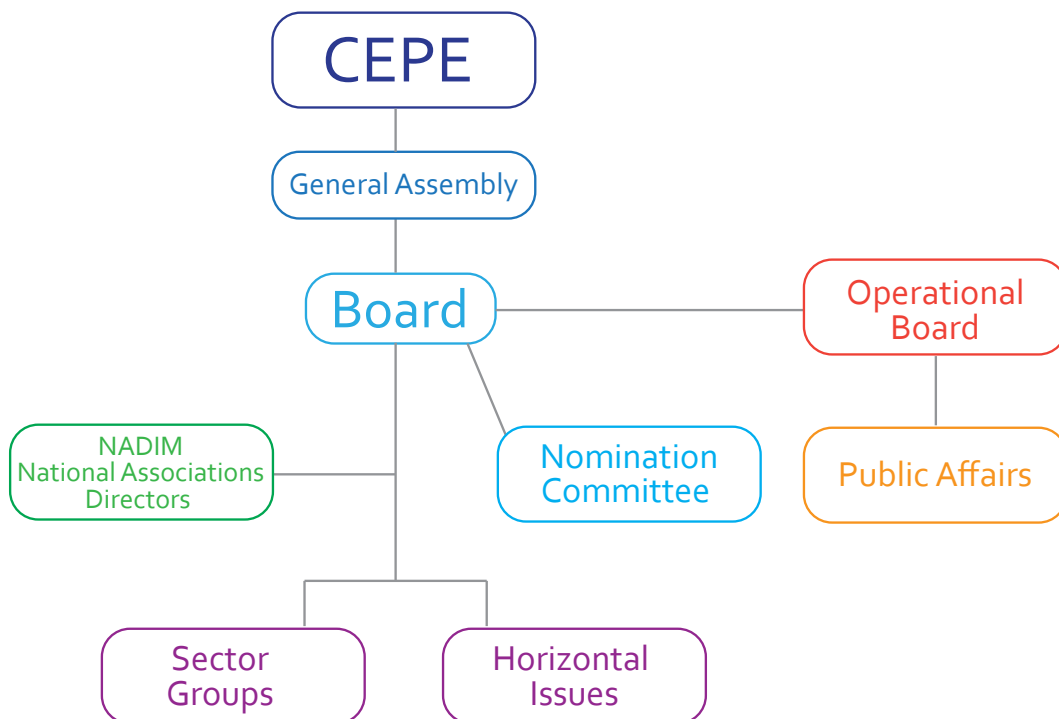 CEPE
General Assembly
Board
Operational
Board
NADIM
National Associations
Directors
Nomination
Committee
Public Affairs
Sector
Groups
Horizontal
Issues